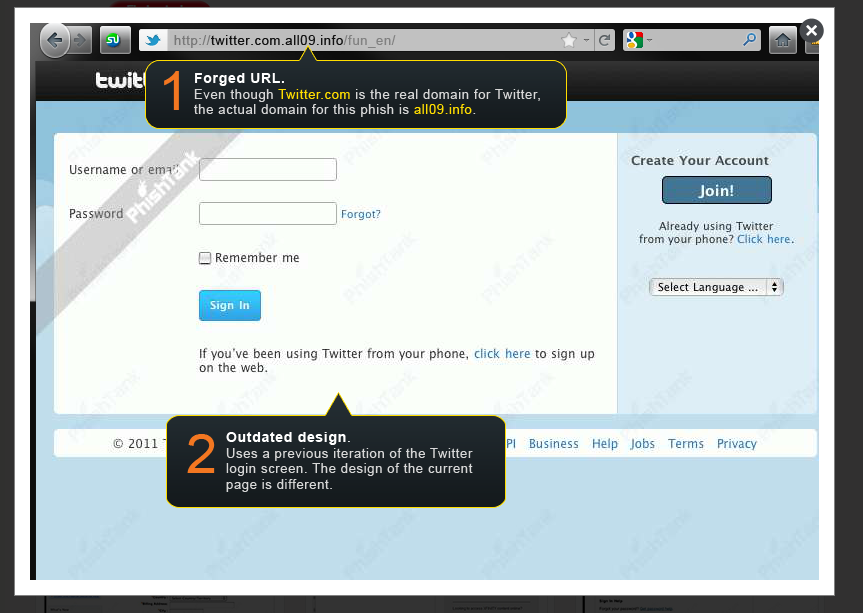 http://twitter.com.all09.info/fun_en/
twitt
1
Forged URL.
Even though Twitter.com is the real domain for Twitter,
the actual domain for this phish is all09.info.
Username or email
Password
Forgot?
Remember me
Sign In
If you've been using Twitter from your phone, click here to sign up
on the web.
PhishTank
Create Your Account
Join!
Already using Twitter
from your phone? Click here.
Select Language ...
© 2011 T
PI Business Help Jobs Terms Privacy
2
Outdated design.
Uses a previous iteration of the Twitter
login screen. The design of the current
page is different.